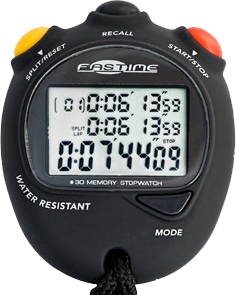 RECALL
SPLIT/RESET
START/STOP
FASTIME
[01] 0:06' 13"59
SPLIT
LAP
0:06' 13"59
STOP
0:07'44"09
3D MEMORY STOPWATCH
WATER RESISTANT
MODE